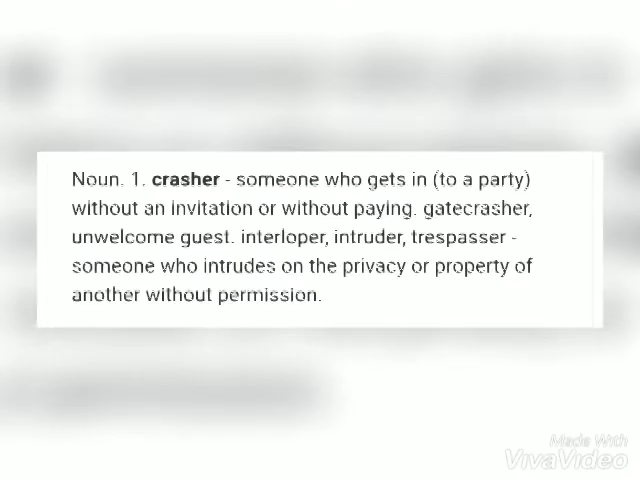 Noun. 1. crasher - someone who gets in (to a party)
without an invitation or without paying. gatecrasher,
unwelcome guest. interloper, intruder, trespasser -
someone who intrudes on the privacy or property of
another without permission.
Made With
VivaVideo